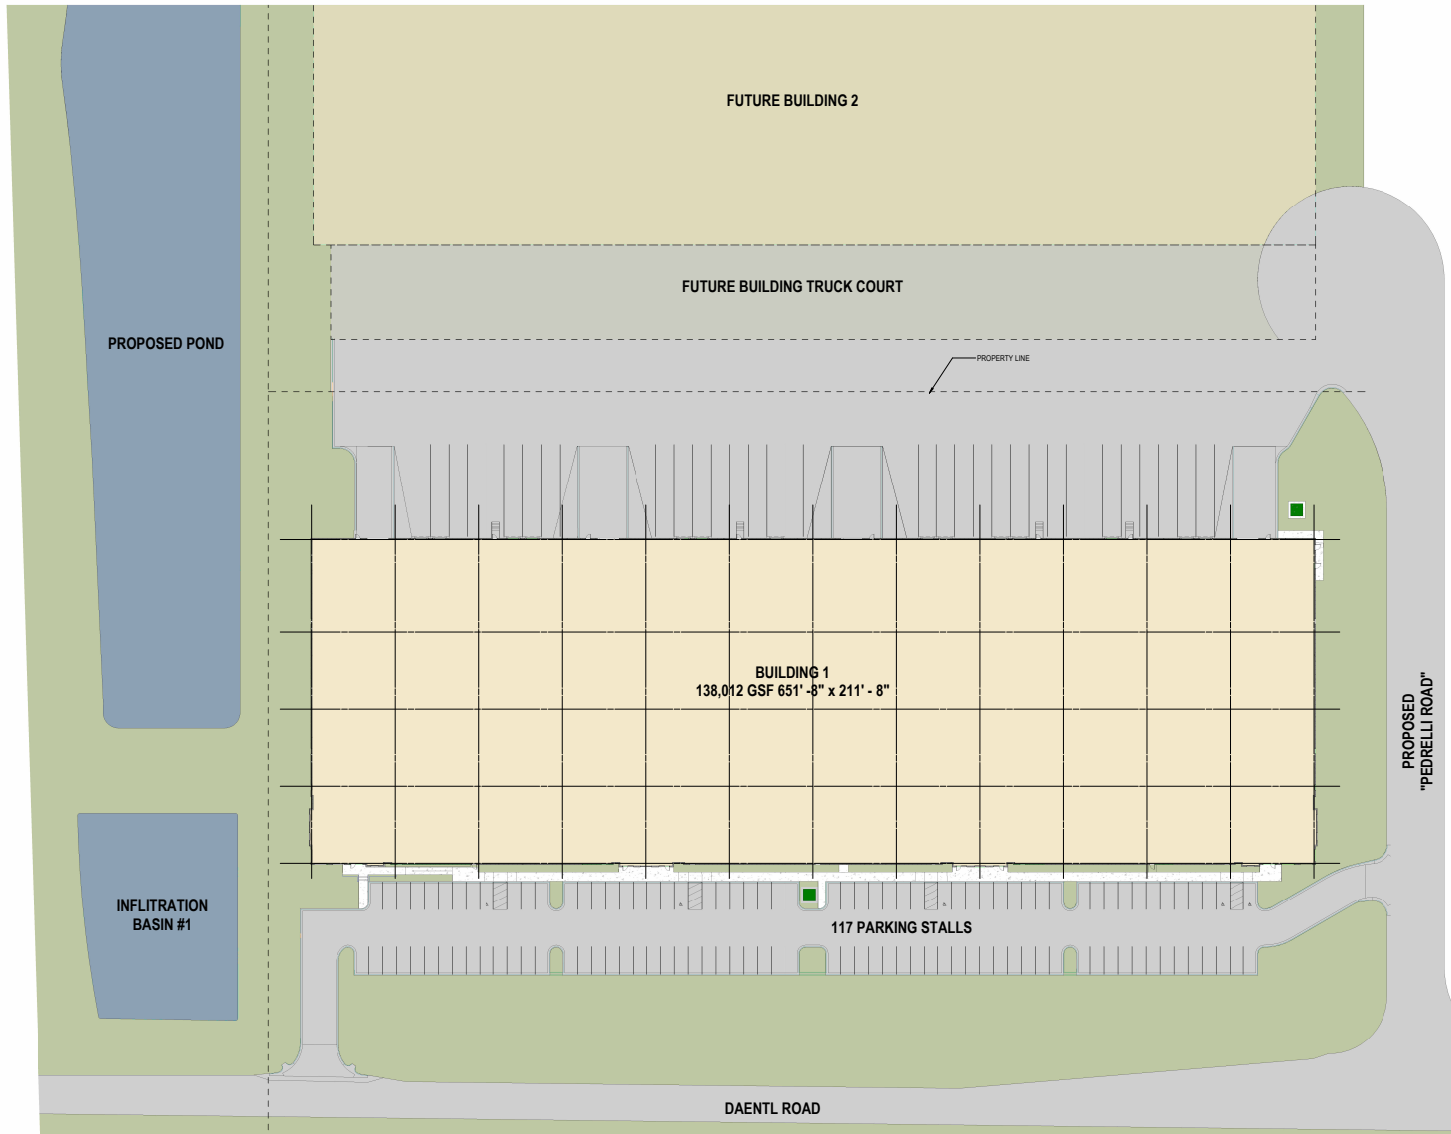 FUTURE BUILDING 2
FUTURE BUILDING TRUCK COURT
PROPOSED POND
PROPERTY LINE
BUILDING 1
138,012 GSF 651' -8" x 211' - 8"
PROPOSED
"PEDRELLI ROAD"
INFLITRATION
BASIN #1
117 PARKING STALLS
DAENTL ROAD